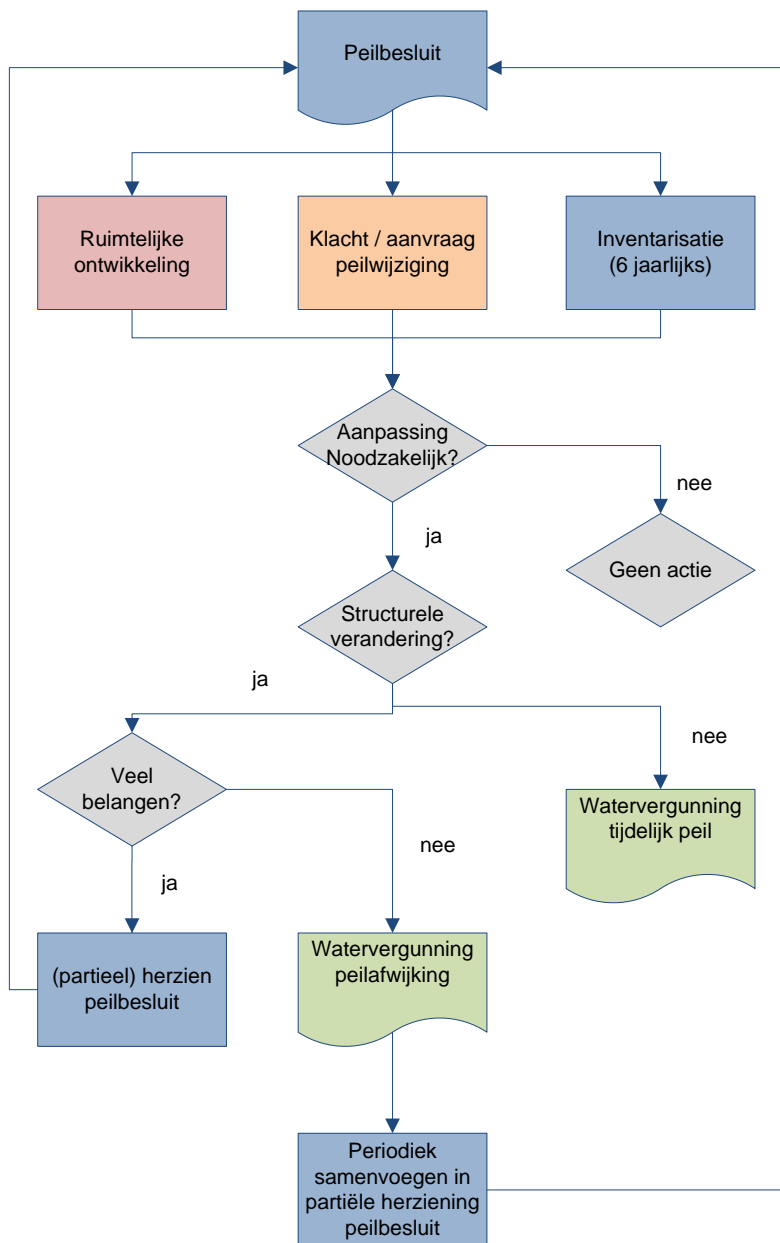 Peilbesluit
Ruimtelijke
ontwikkeling
Klacht / aanvraag
peilwijziging
Inventarisatie
(6 jaarlijks)
Aanpassing
Noodzakelijk?
nee
ja
Geen actie
Structurele
verandering?
ja
nee
Veel
belangen?
Watervergunning
tijdelijk peil
nee
ja
(partieel) herzien
peilbesluit
Watervergunning
peilafwijking
Periodiek
samenvoegen in
partiële herziening
peilbesluit